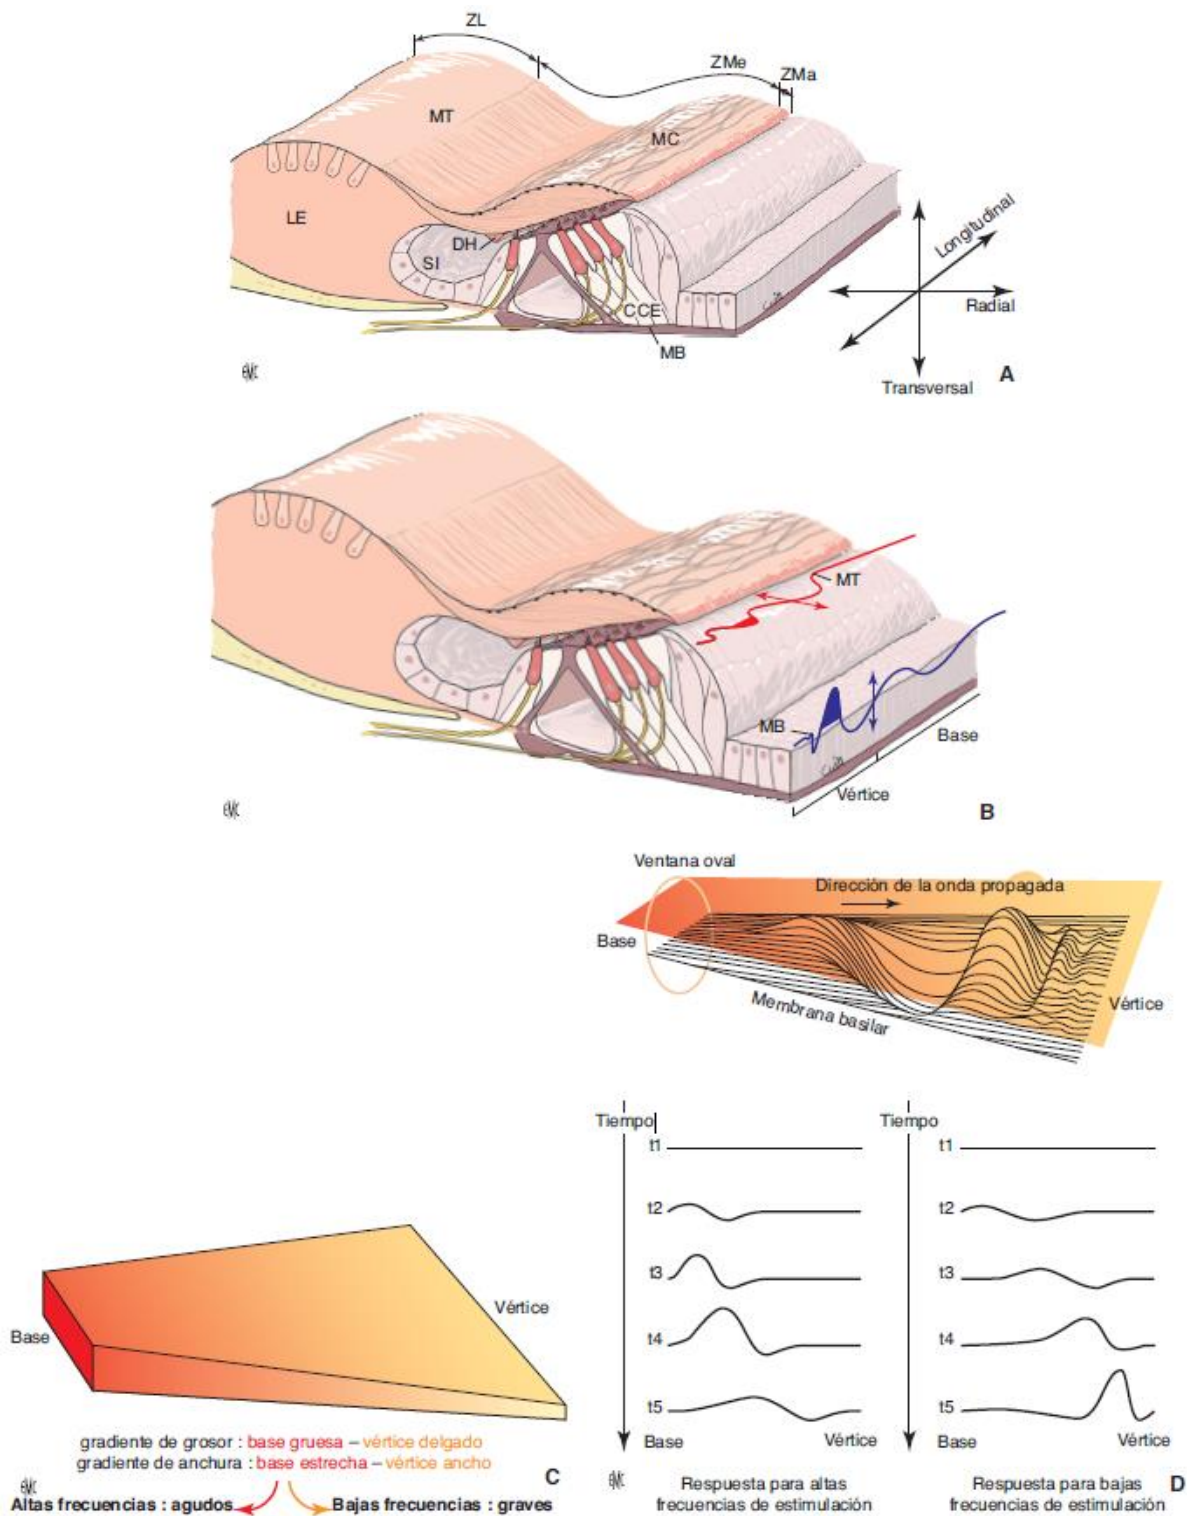 ZL
ZMe
ZMa
MT
MC
LE
DH
SI
CCE
MB
Longitudinal
Radial
Transversal
EMC
A
MT
MB
Base
Vértice
EMC
B
Ventana oval
Dirección de la onda propagada
Base
Membrana basilar
Vértice
Tiempo
t1
t2
t3
t4
t5
Base
Vértice
Respuesta para altas
frecuencias de estimulación
Tiempo
t1
t2
t3
t4
t5
Base
Vértice
Respuesta para bajas
frecuencias de estimulación
EMC
D
Base
Vértice
gradiente de grosor : base gruesa – vértice delgado
gradiente de anchura : base estrecha – vértice ancho
EMC
C
Altas frecuencias : agudos
Bajas frecuencias : graves